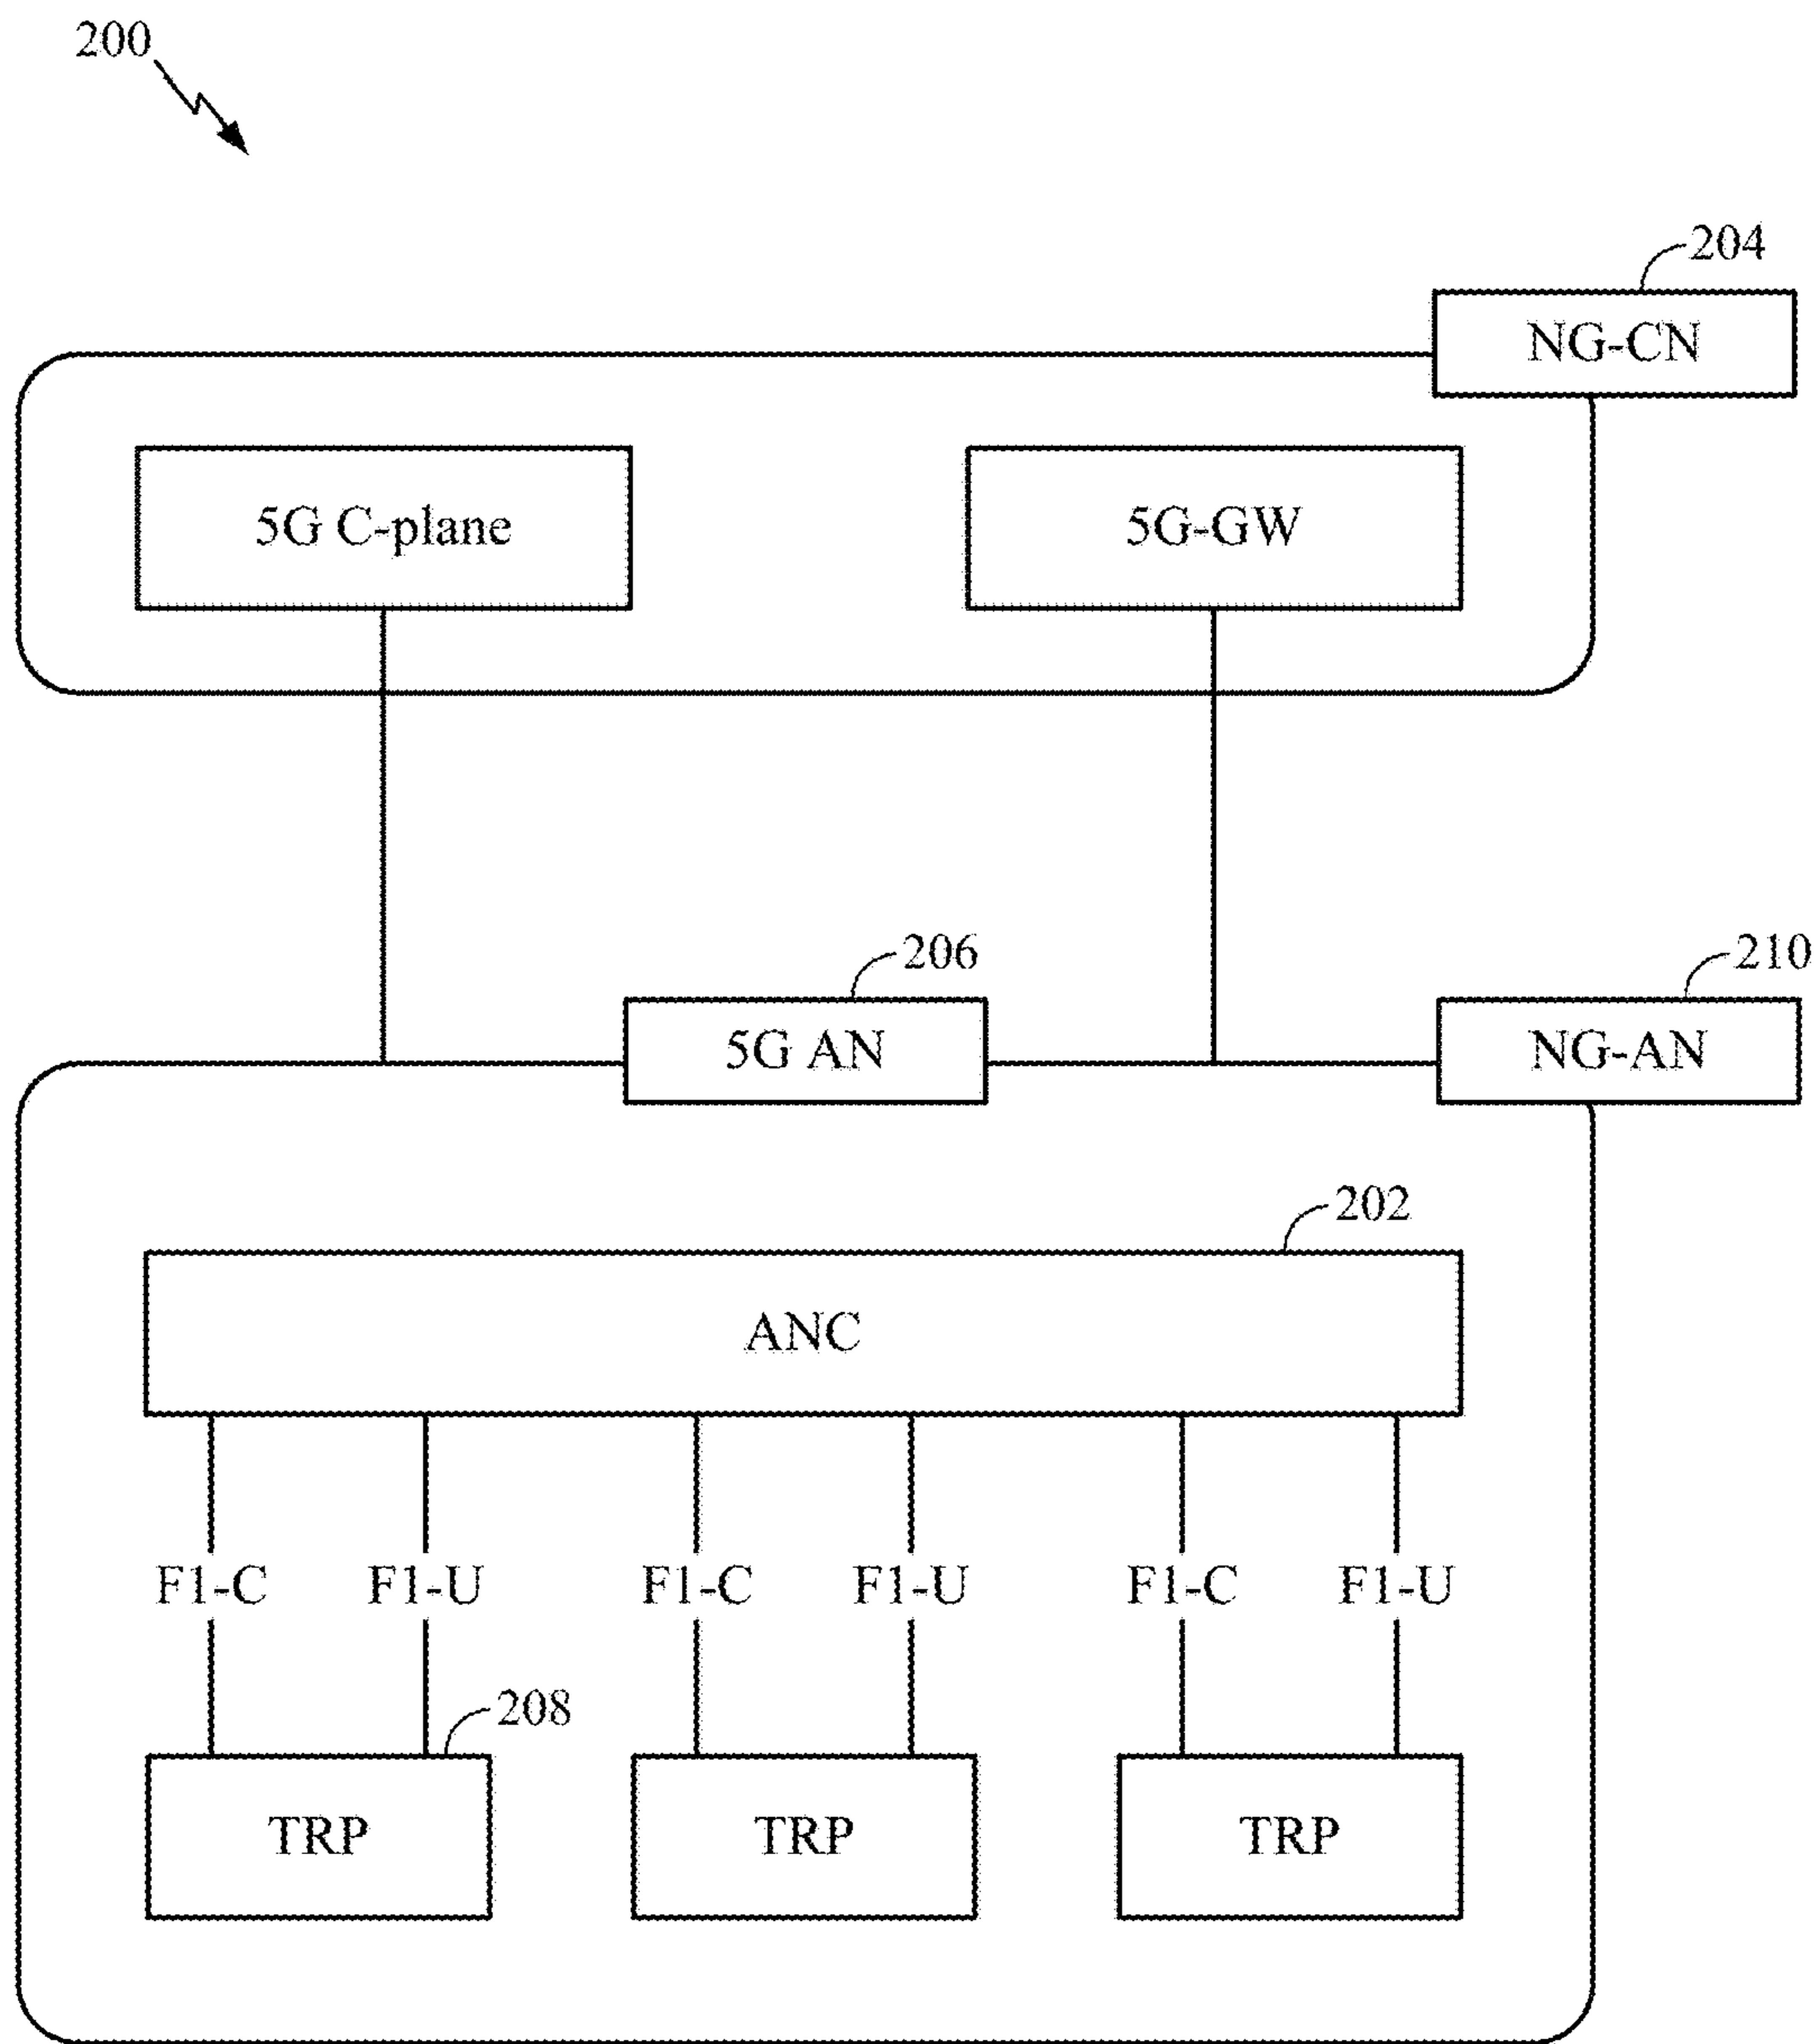 200
204
NG-CN
5G C-plane
5G-GW
206
210
5G AN
NG-AN
202
ANC
F1-C
F1-U
F1-C
F1-U
F1-C
F1-U
208
TRP
TRP
TRP